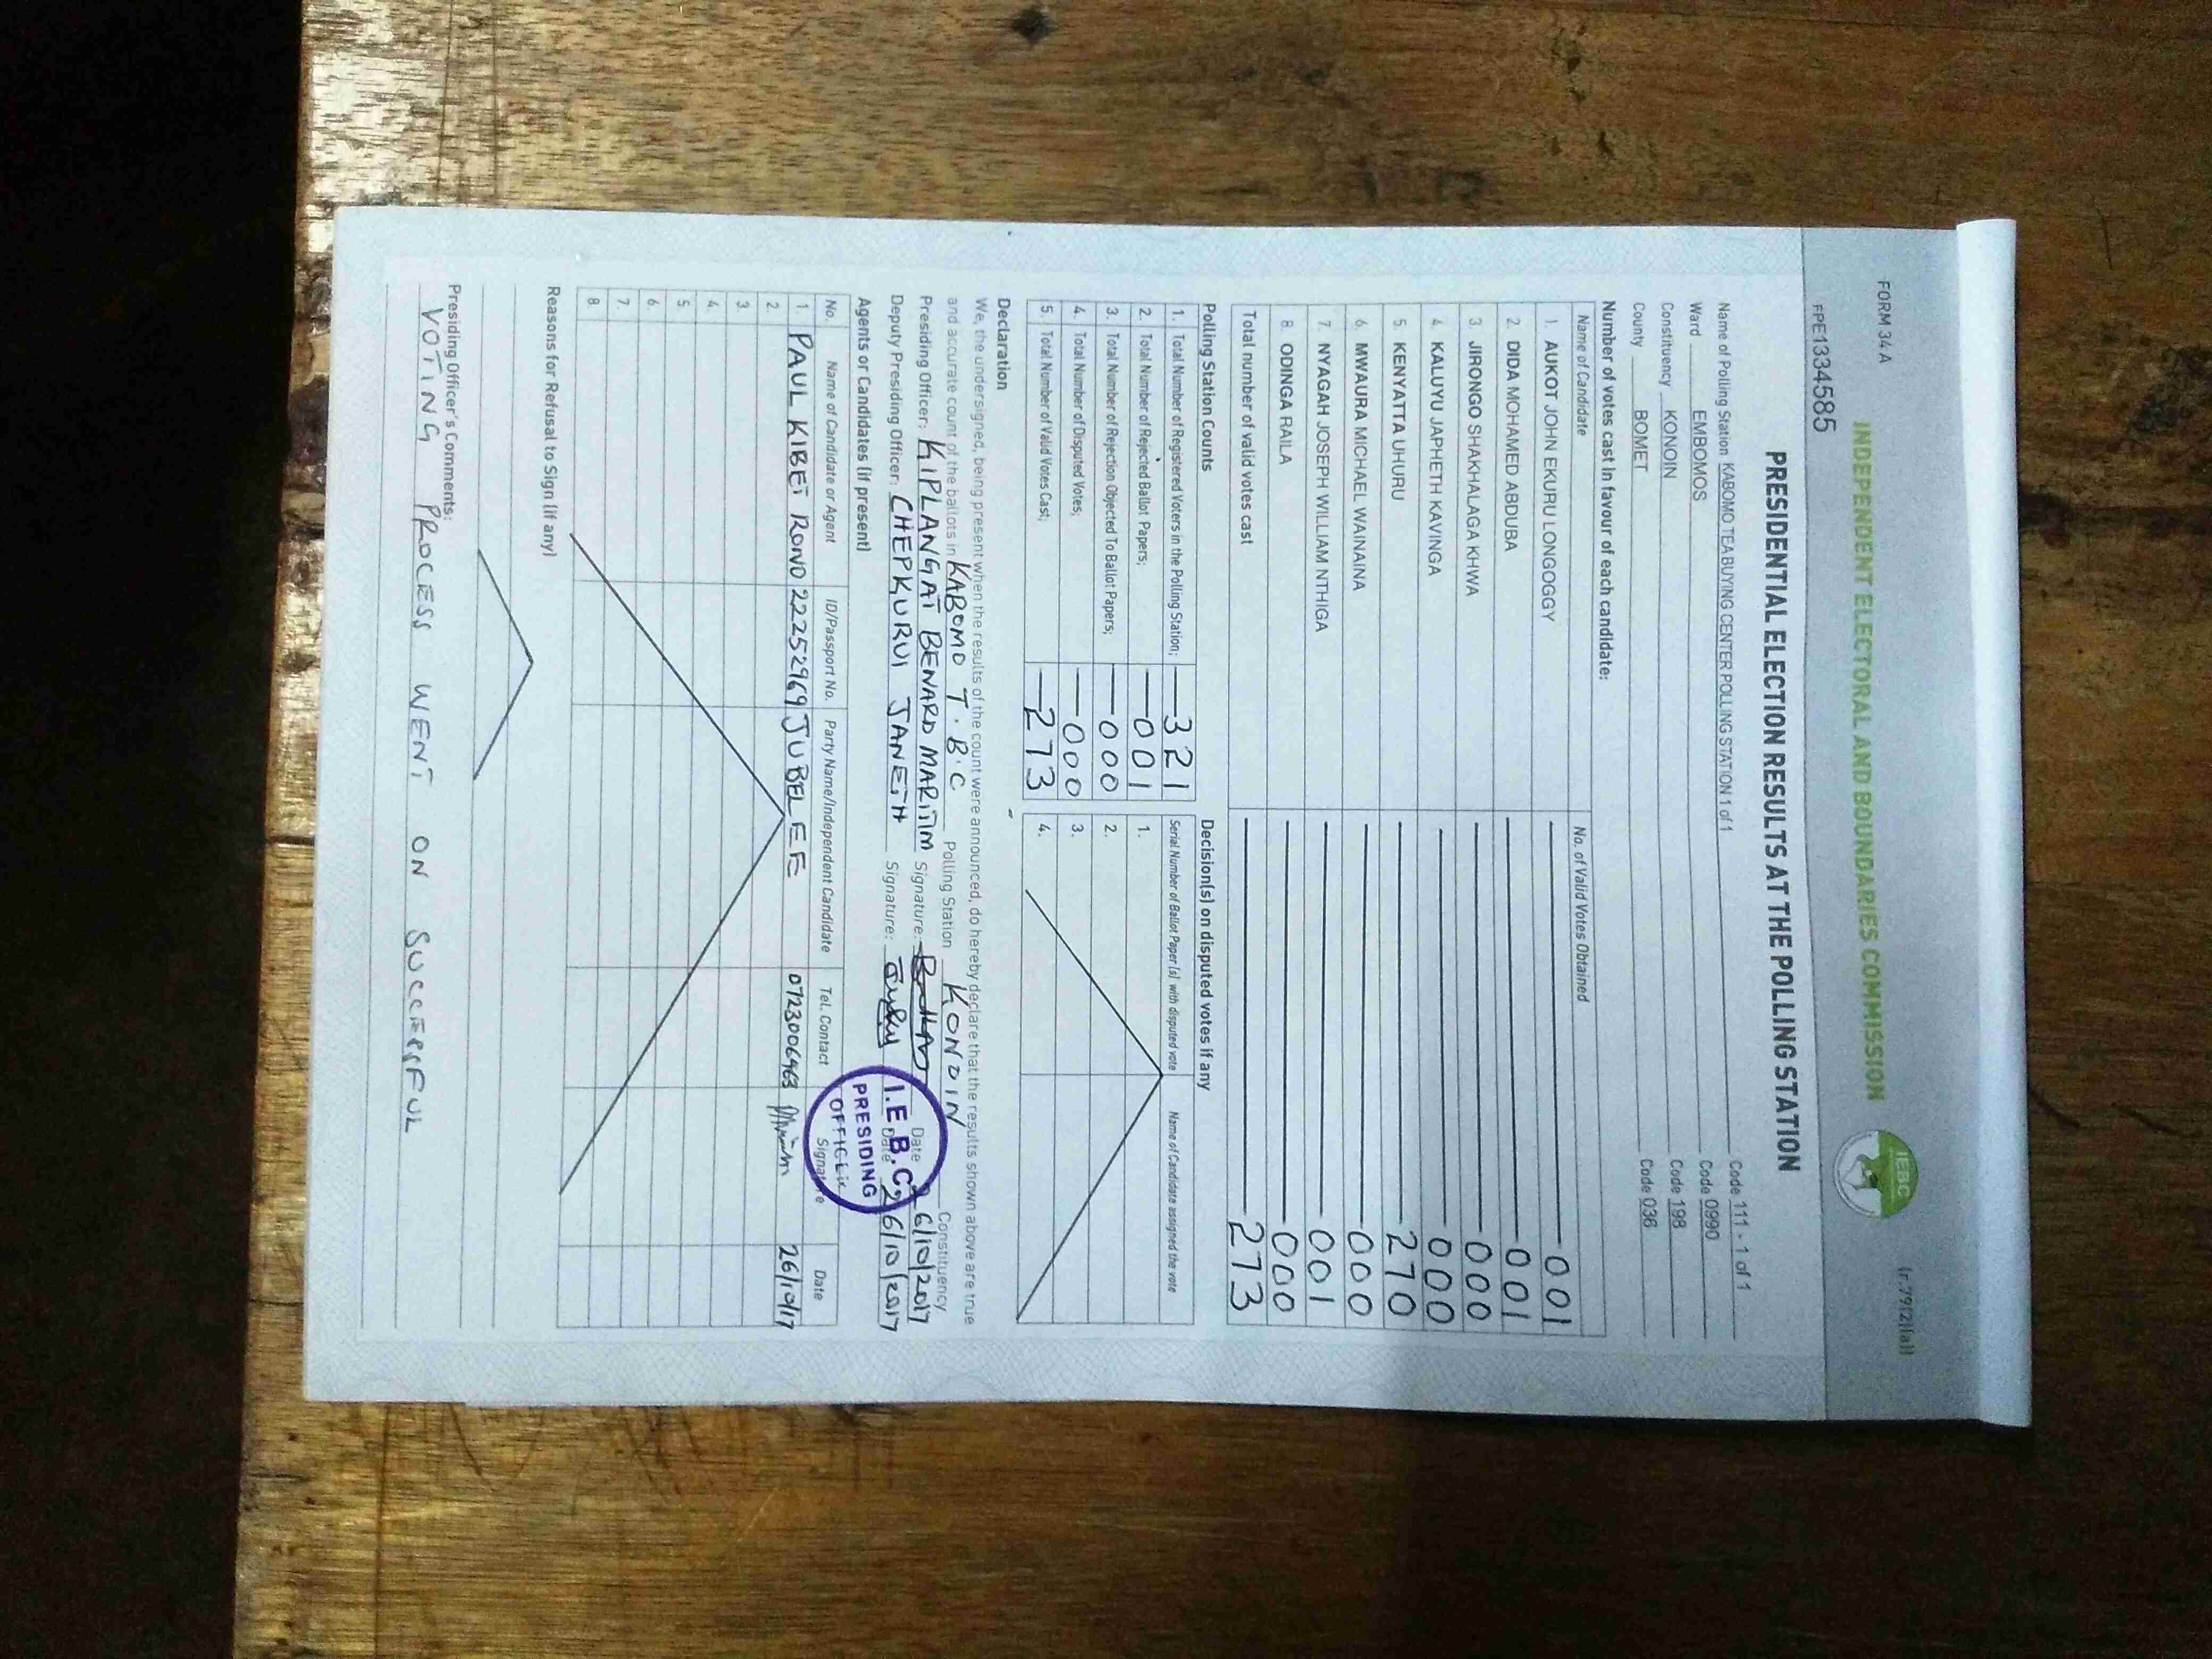 FORM 34 A
(r.79(2)(a))
INDEPENDENT ELECTORAL AND BOUNDARIES COMMISSION
IEBC
FPE1334585
PRESIDENTIAL ELECTION RESULTS AT THE POLLING STATION
Name of Polling Station KABOMO TEA BUYING CENTER POLLING STATION 1 of 1 Code 111 - 1 of 1
Ward EMBOMOS Code 0990
Constituency KONOIN Code 198
County BOMET Code 036
Number of votes cast in favour of each candidate:
Name of Candidate No. of Valid Votes Obtained
1. AUKOT JOHN EKURU LONGOGGY 001
2. DIDA MOHAMED ABDUBA 001
3. JIRONGO SHAKHALAGA KHWA 000
4. KALUYU JAPHETH KAVINGA 000
5. KENYATTA UHURU 270
6. MWAURA MICHAEL WAINAINA 000
7. NYAGAH JOSEPH WILLIAM NTHIGA 001
8. ODINGA RAILA 000
Total number of valid votes cast 273
Polling Station Counts
1. Total Number of Registered Voters in the Polling Station; 321
2. Total Number of Rejected Ballot Papers; 001
3. Total Number of Rejection Objected To Ballot Papers; 000
4. Total Number of Disputed Votes; 000
5. Total Number of Valid Votes Cast; 273
Decision(s) on disputed votes if any
Serial Number of Ballot Paper(s) with disputed vote Name of Candidate assigned the vote
1.
2.
3.
4.
Declaration
We, the undersigned, being present when the results of the count were announced, do hereby declare that the results shown above are true
and accurate count of the ballots in KABOMO T.B.C Polling Station KONOIN Constituency
Presiding Officer: KIPLANGAT BENARD MARITIM Signature: Date 26/10/2017
Deputy Presiding Officer: CHEPKURUI JANETH Signature: Date 26/10/2017
I.E.B.C.
PRESIDING
OFFICER
Agents or Candidates (if present)
No. Name of Candidate or Agent ID/Passport No. Party Name/Independent Candidate Tel. Contact Signature Date
1. PAUL KIBET RONO 22252969 JUBELEE 0723006963 26/10/17
2.
3.
4.
5.
6.
7.
8.
Reasons for Refusal to Sign (if any)
Presiding Officer's Comments:
VOTING PROCESS WENT ON SUCCESSFUL